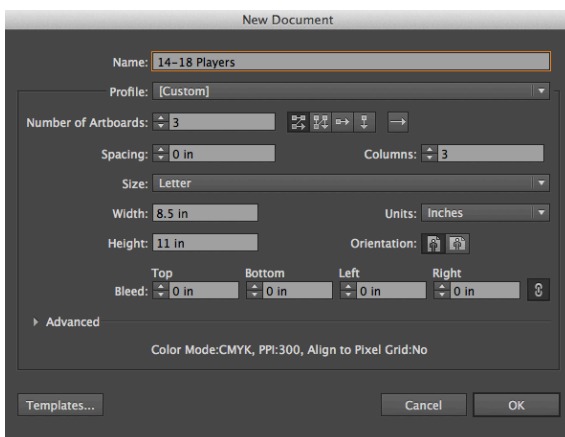 New Document
Name: 14-18 Players
Profile: [Custom]
Number of Artboards: 3
Spacing: 0 in Columns: 3
Size: Letter
Width: 8.5 in Units: Inches
Height: 11 in Orientation:
Top Bottom Left Right
Bleed: 0 in 0 in 0 in 0 in
Advanced
Color Mode:CMYK, PPI:300, Align to Pixel Grid:No
Templates... Cancel OK